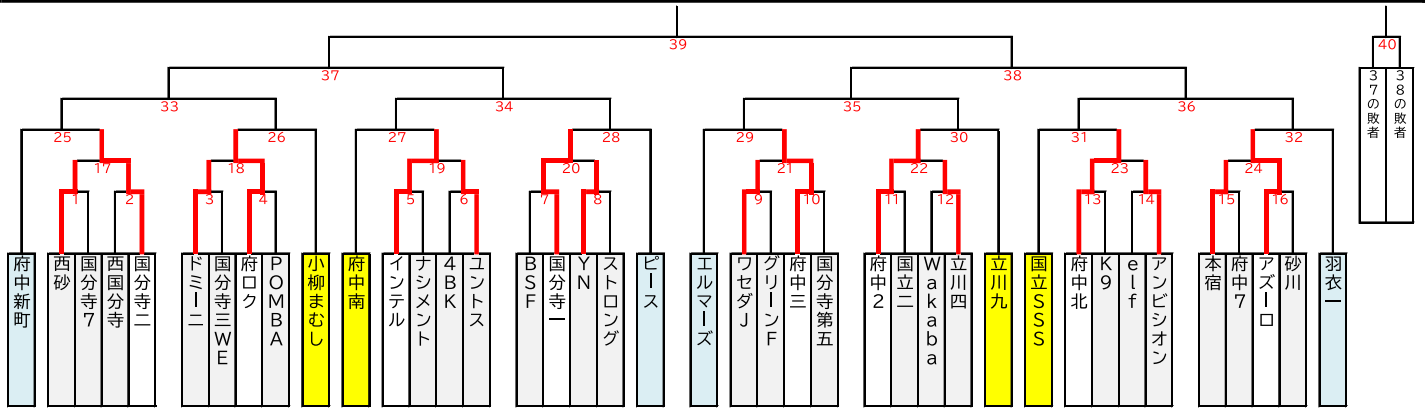 39
40
37
38
37の敗者
38の敗者
33
34
35
36
25
26
27
28
29
30
31
32
17
18
19
20
21
22
23
24
1
2
3
4
5
6
7
8
9
10
11
12
13
14
15
16
府中新町
西砂
国分寺7
西国分寺
国分寺二
ドミーニ
国分寺三WE
府ロク
POMBA
小柳まむし
府中南
インテル
ナシメント
4BK
ユントス
BSF
国分寺一
YN
ストロング
ピース
エルマーズ
ワセダJ
グリーンF
府中三
国分寺第五
府中2
国立二
Wakaba
立川四
立川九
国立SSS
府中北
K9
elf
アンビシオン
本宿
府中7
アズーロ
砂川
羽衣一